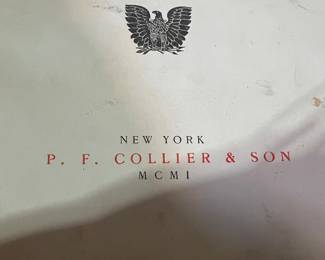 NEW YORK
P. F. COLLIER & SON
MCMI